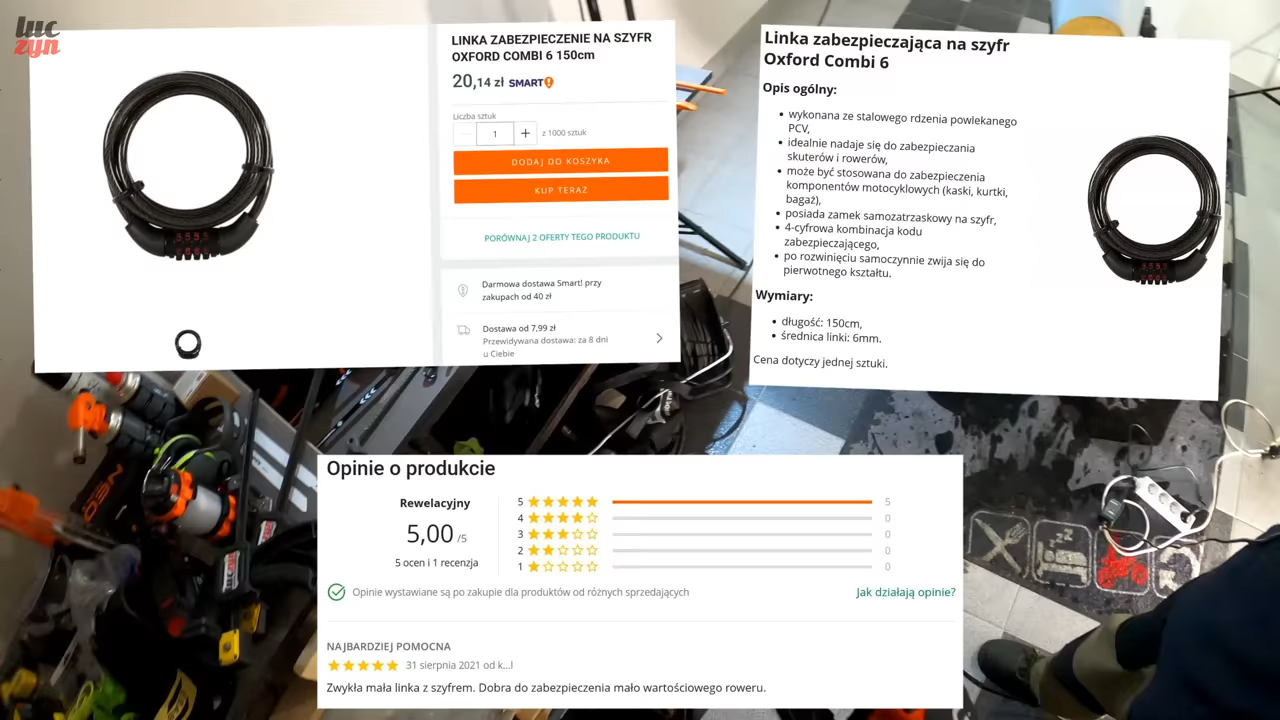 luc
zyn
LINKA ZABEZPIECZENIE NA SZYFR
OXFORD COMBI 6 150cm
20,14 zł SMART!
Liczba sztuk
1
+
z 1000 sztuk
DODAJ DO KOSZYKA
KUP TERAZ
PORÓWNAJ 2 OFERTY TEGO PRODUKTU
Darmowa dostawa Smart! przy
zakupach od 40 zł
Dostawa od 7,99 zł
Przewidywana dostawa: za 8 dni
u Ciebie
Linka zabezpieczająca na szyfr
Oxford Combi 6
Opis ogólny:
• wykonana ze stalowego rdzenia powlekanego
PCV,
• idealnie nadaje się do zabezpieczania
skuterów i rowerów,
• może być stosowana do zabezpieczenia
komponentów motocyklowych (kaski, kurtki,
bagaż),
• posiada zamek samozatrzaskowy na szyfr,
• 4-cyfrowa kombinacja kodu
zabezpieczającego,
• po rozwinięciu samoczynnie zwija się do
pierwotnego kształtu.
Wymiary:
• długość: 150cm,
• średnica linki: 6mm.
Cena dotyczy jednej sztuki.
NEO
Opinie o produkcie
Rewelacyjny
5,00 /5
5 ocen i 1 recenzja
5 5
4 0
3 0
2 0
1 0
Opinie wystawiane są po zakupie dla produktów od różnych sprzedających
Jak działają opinie?
NAJBARDZIEJ POMOCNA
31 sierpnia 2021 od k...l
Zwykła mała linka z szyfrem. Dobra do zabezpieczenia mało wartościowego roweru.